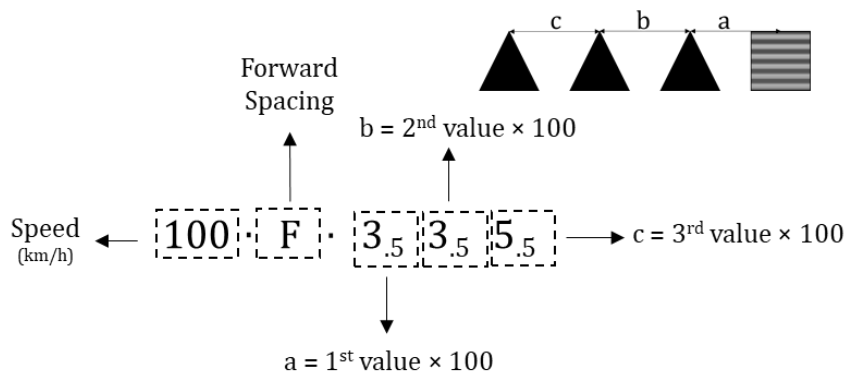 c b a
Forward
Spacing
b = 2nd value × 100
Speed
(km/h)
100 · F · 3.5 3.5 5.5
c = 3rd value × 100
a = 1st value × 100